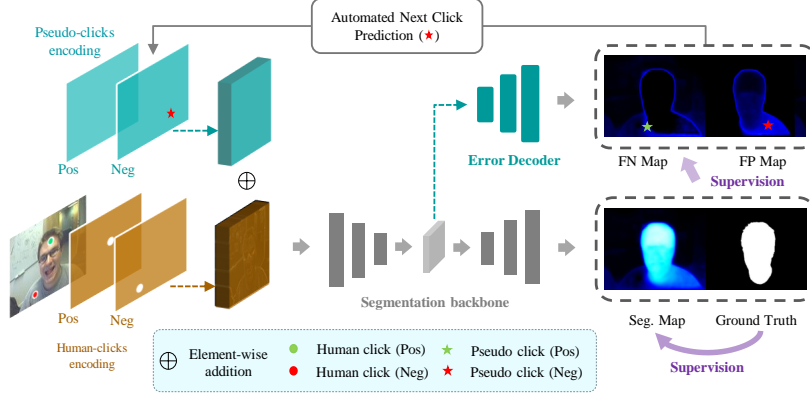 Automated Next Click
Prediction (★)
Pseudo-clicks
encoding
Pos
Neg
Error Decoder
FN Map
FP Map
Supervision
Pos
Neg
Human-clicks
encoding
Segmentation backbone
Seg. Map
Ground Truth
Supervision
Element-wise
addition
Human click (Pos)
Human click (Neg)
Pseudo click (Pos)
Pseudo click (Neg)